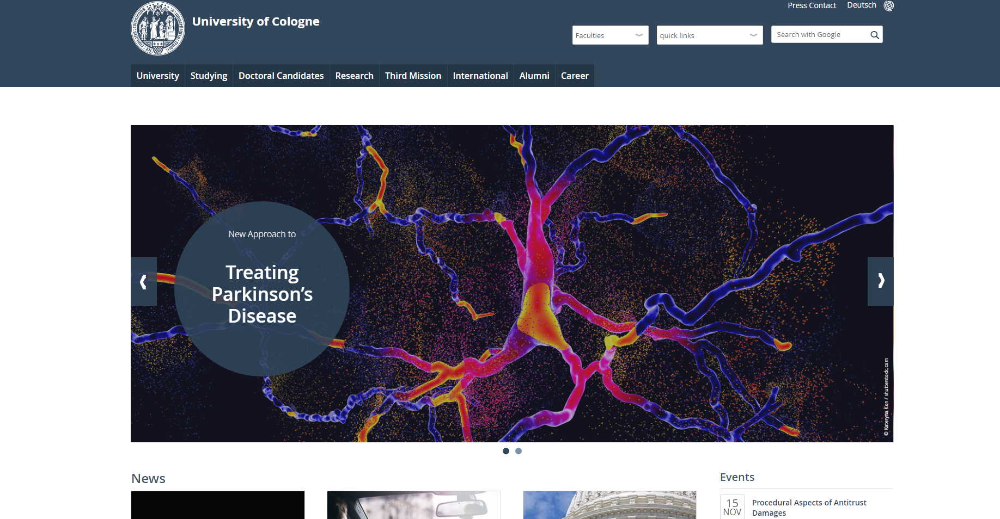 University of Cologne
Press Contact
Deutsch
Faculties
quick links
Search with Google
University
Studying
Doctoral Candidates
Research
Third Mission
International
Alumni
Career
New Approach to
Treating
Parkinson’s
Disease
© Kateryna Kon / shutterstock.com
News
Events
15
NOV
Procedural Aspects of Antitrust
Damages